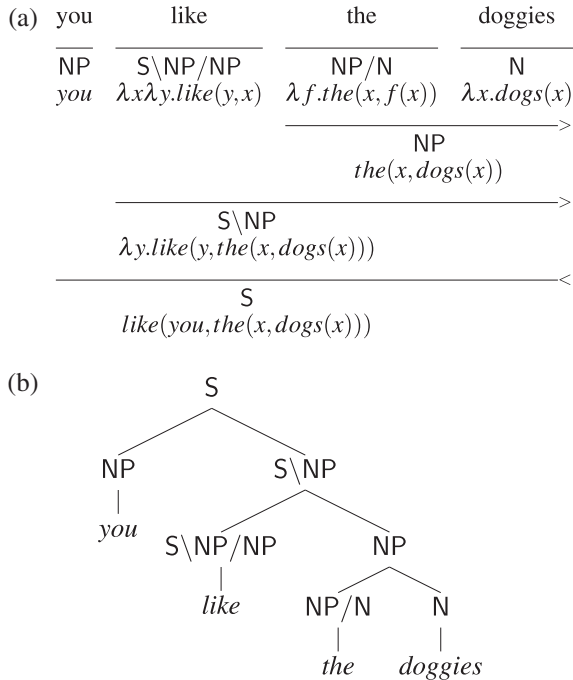 (a) you like the doggies
NP S\NP/NP NP/N N
you λxλy.like(y,x) λf.the(x, f(x)) λx.dogs(x)
>
NP
the(x,dogs(x))
>
S\NP
λy.like(y,the(x,dogs(x)))
<
S
like(you,the(x,dogs(x)))
(b)
S
NP S\NP
you
S\NP/NP NP
like
NP/N N
the doggies